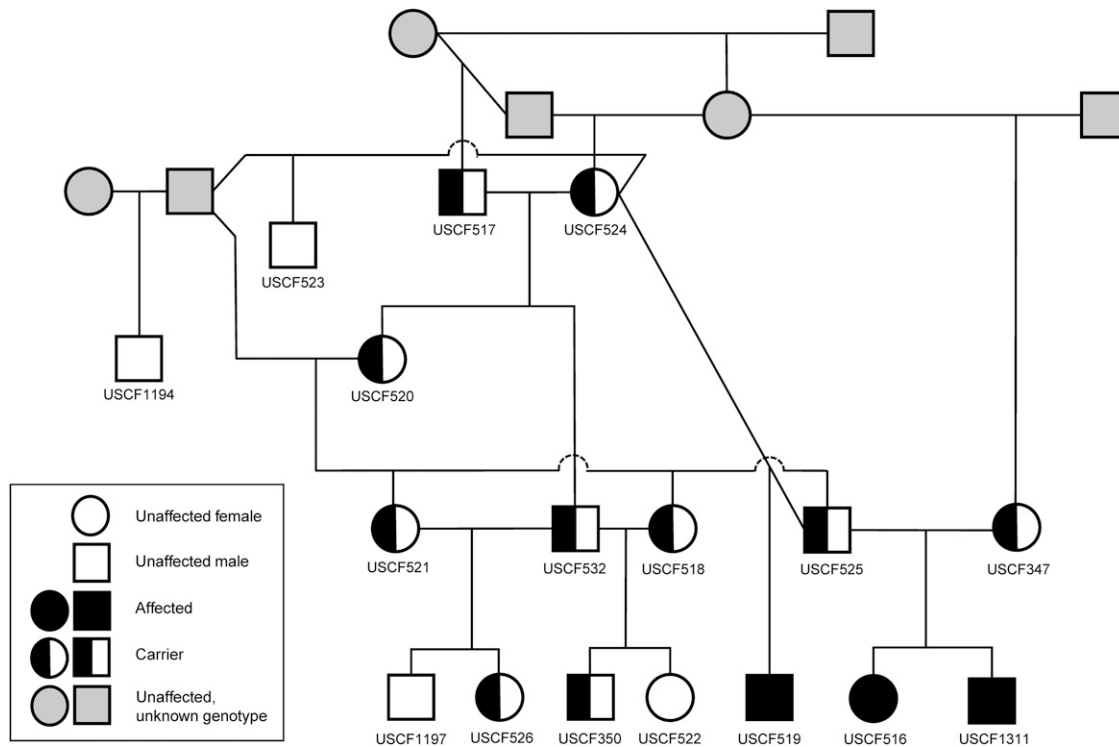 USCF517
USCF524
USCF523
USCF1194
USCF520
USCF521
USCF532
USCF518
USCF525
USCF347
Unaffected female
Unaffected male
Affected
Carrier
Unaffected,
unknown genotype
USCF1197
USCF526
USCF350
USCF522
USCF519
USCF516
USCF1311